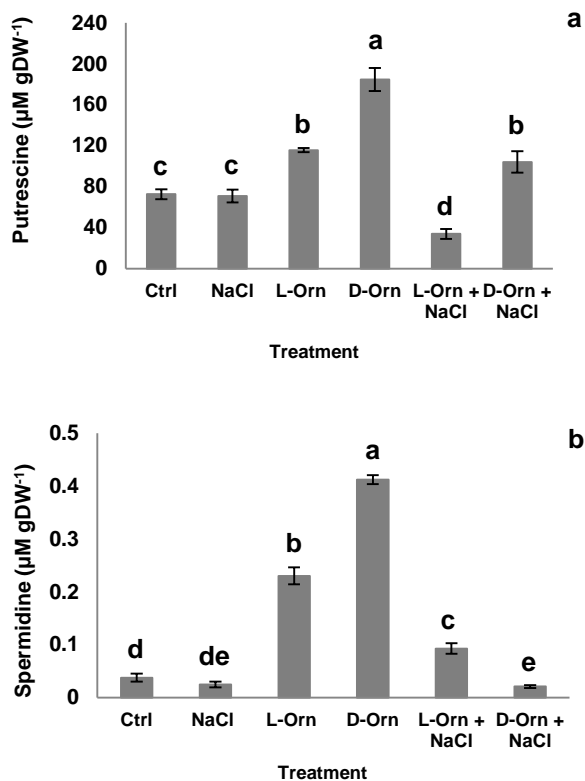 a
Putrescine (µM gDW⁻¹)
240
200
160
120
80
40
0
c
c
b
a
d
b
Ctrl
NaCl
L-Orn
D-Orn
L-Orn + NaCl
D-Orn + NaCl
Treatment
b
Spermidine (µM gDW⁻¹)
0.5
0.4
0.3
0.2
0.1
0
d
de
b
a
c
e
Ctrl
NaCl
L-Orn
D-Orn
L-Orn + NaCl
D-Orn + NaCl
Treatment